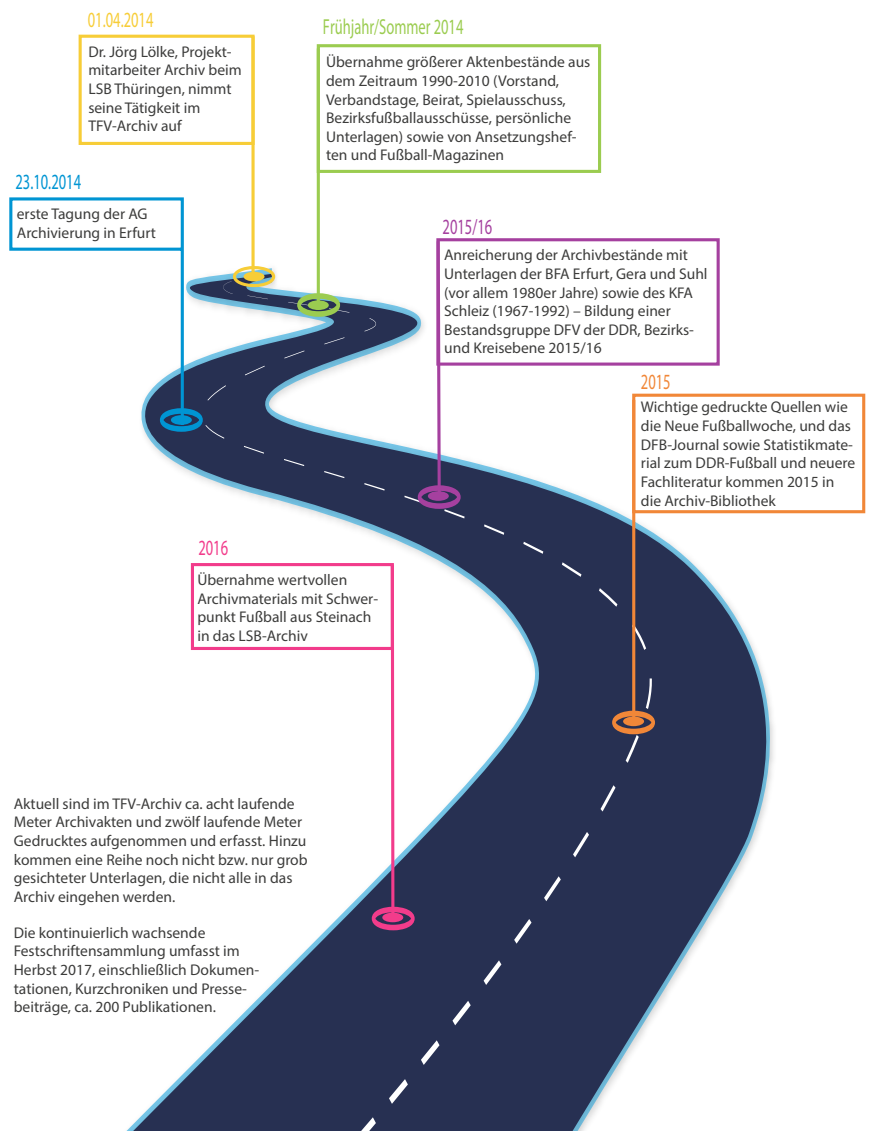 01.04.2014
Dr. Jörg Lölke, Projekt-
mitarbeiter Archiv beim
LSB Thüringen, nimmt
seine Tätigkeit im
TFV-Archiv auf
Frühjahr/Sommer 2014
Übernahme größerer Aktenbestände aus
dem Zeitraum 1990-2010 (Vorstand,
Verbandstage, Beirat, Spielausschuss,
Bezirksfußballausschüsse, persönliche
Unterlagen) sowie von Ansetzungshef-
ten und Fußball-Magazinen
23.10.2014
erste Tagung der AG
Archivierung in Erfurt
2015/16
Anreicherung der Archivbestände mit
Unterlagen der BFA Erfurt, Gera und Suhl
(vor allem 1980er Jahre) sowie des KFA
Schleiz (1967-1992) – Bildung einer
Bestandsgruppe DFV der DDR, Bezirks-
und Kreisebene 2015/16
2015
Wichtige gedruckte Quellen wie
die Neue Fußballwoche, und das
DFB-Journal sowie Statistikmate-
rial zum DDR-Fußball und neuere
Fachliteratur kommen 2015 in
die Archiv-Bibliothek
2016
Übernahme wertvollen
Archivmaterials mit Schwer-
punkt Fußball aus Steinach
in das LSB-Archiv
Aktuell sind im TFV-Archiv ca. acht laufende
Meter Archivakten und zwölf laufende Meter
Gedrucktes aufgenommen und erfasst. Hinzu
kommen eine Reihe noch nicht bzw. nur grob
gesichteter Unterlagen, die nicht alle in das
Archiv eingehen werden.
Die kontinuierlich wachsende
Festschriftensammlung umfasst im
Herbst 2017, einschließlich Dokumen-
tationen, Kurzchroniken und Presse-
beiträge, ca. 200 Publikationen.